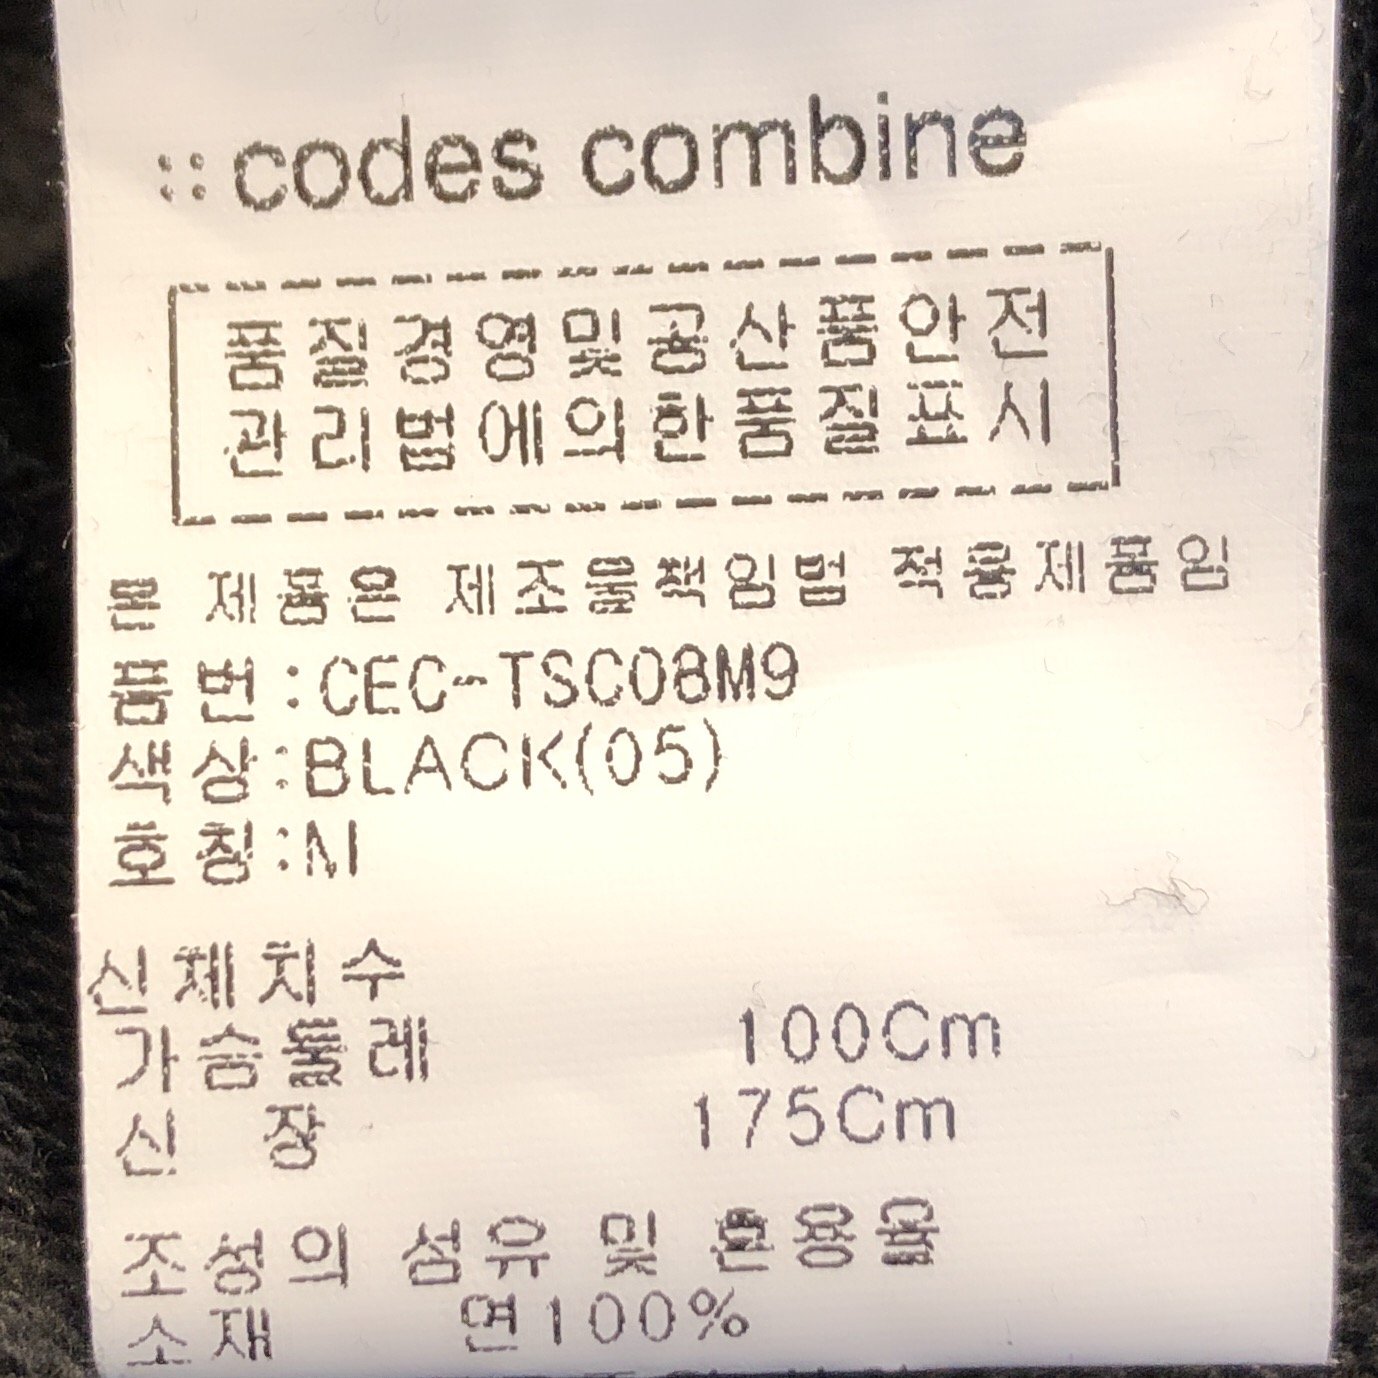 ::codes combine
품질경영및공산품안전
관리법에의한품질표시
본 제품은 제조물책임법 적용제품임
품번:CEC-TSC08M9
색상:BLACK(05)
호칭:M
신체치수
가슴둘레 100Cm
신 장 175Cm
조성의 섬유 및 혼용율
소재 면100%